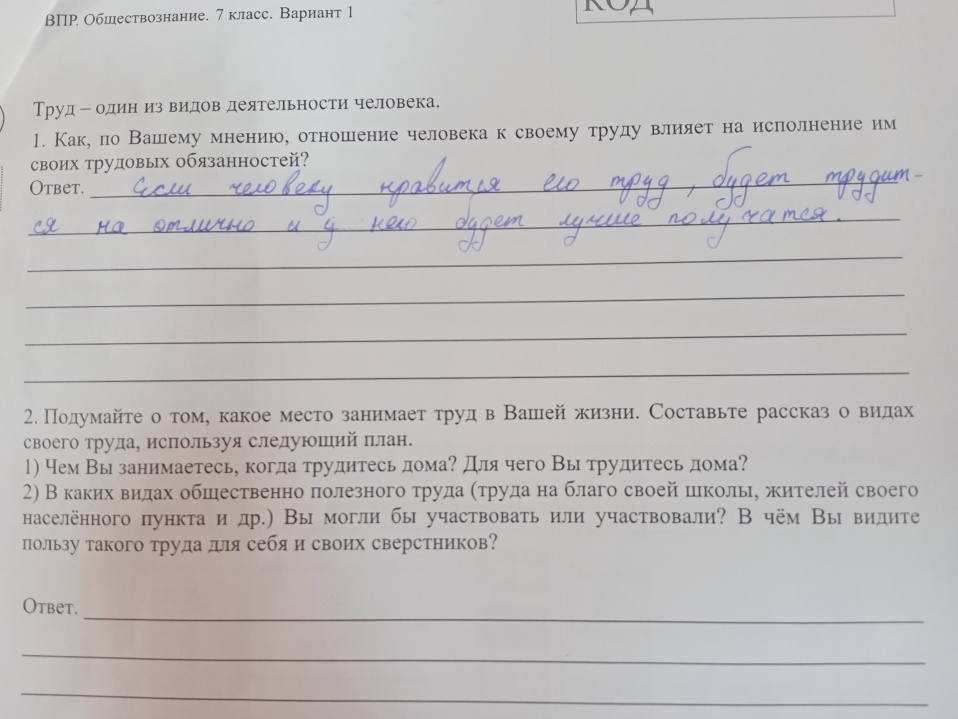 ВПР. Обществознание. 7 класс. Вариант 1
КОД
Труд – один из видов деятельности человека.
1. Как, по Вашему мнению, отношение человека к своему труду влияет на исполнение им
своих трудовых обязанностей?
Ответ. Если человеку нравится его труд, будет трудит-
ся на отлично и у него будет лучше получатся.
2. Подумайте о том, какое место занимает труд в Вашей жизни. Составьте рассказ о видах
своего труда, используя следующий план.
1) Чем Вы занимаетесь, когда трудитесь дома? Для чего Вы трудитесь дома?
2) В каких видах общественно полезного труда (труда на благо своей школы, жителей своего
населённого пункта и др.) Вы могли бы участвовать или участвовали? В чём Вы видите
пользу такого труда для себя и своих сверстников?
Ответ.